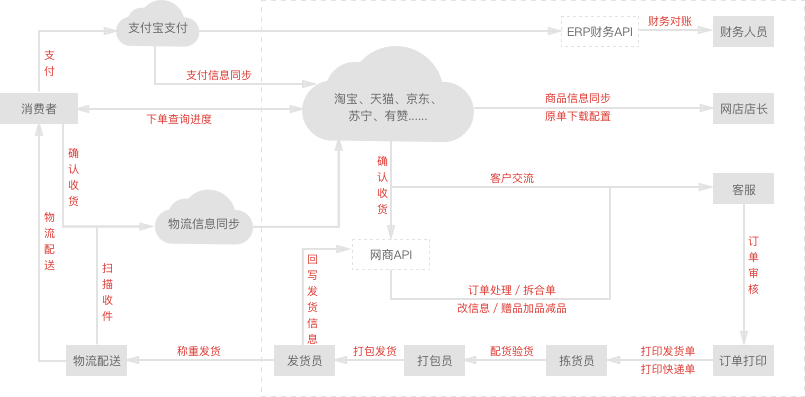 支付宝支付
ERP财务API
财务对账
财务人员
支付
支付信息同步
消费者
下单查询进度
淘宝、天猫、京东、
苏宁、有赞......
商品信息同步
原单下载配置
网店店长
确认收货
确认收货
客户交流
客服
物流配送
物流信息同步
网商API
订单审核
扫描收件
回写发货信息
订单处理 / 拆合单
改信息 / 赠品加品减品
物流配送
称重发货
发货员
打包发货
打包员
配货验货
拣货员
打印发货单
打印快递单
订单打印